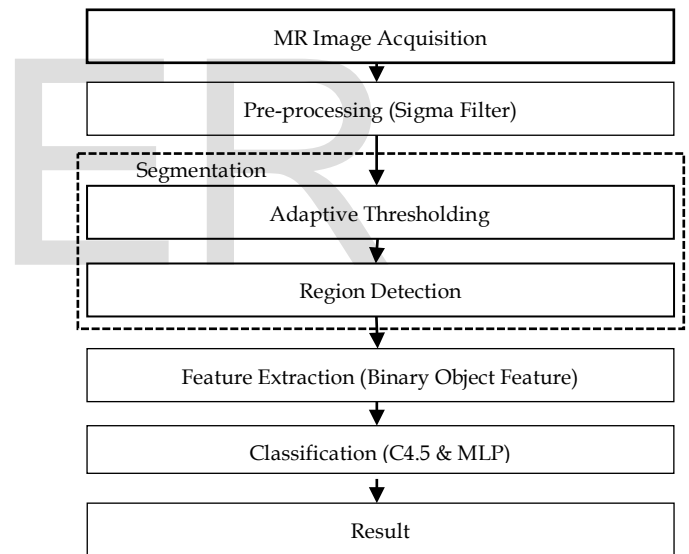 MR Image Acquisition
Pre-processing (Sigma Filter)
Segmentation
Adaptive Thresholding
Region Detection
Feature Extraction (Binary Object Feature)
Classification (C4.5 & MLP)
Result
ER